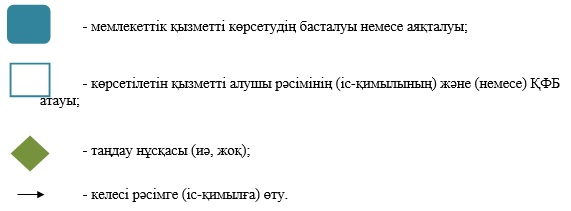 - мемлекеттік қызметті көрсетудің басталуы немесе аяқталуы;
- көрсетілетін қызметті алушы рәсімінің (іс-қимылының) және (немесе) ҚФБ
атауы;
- таңдау нұсқасы (иә, жоқ);
- келесі рәсімге (іс-қимылға) өту.